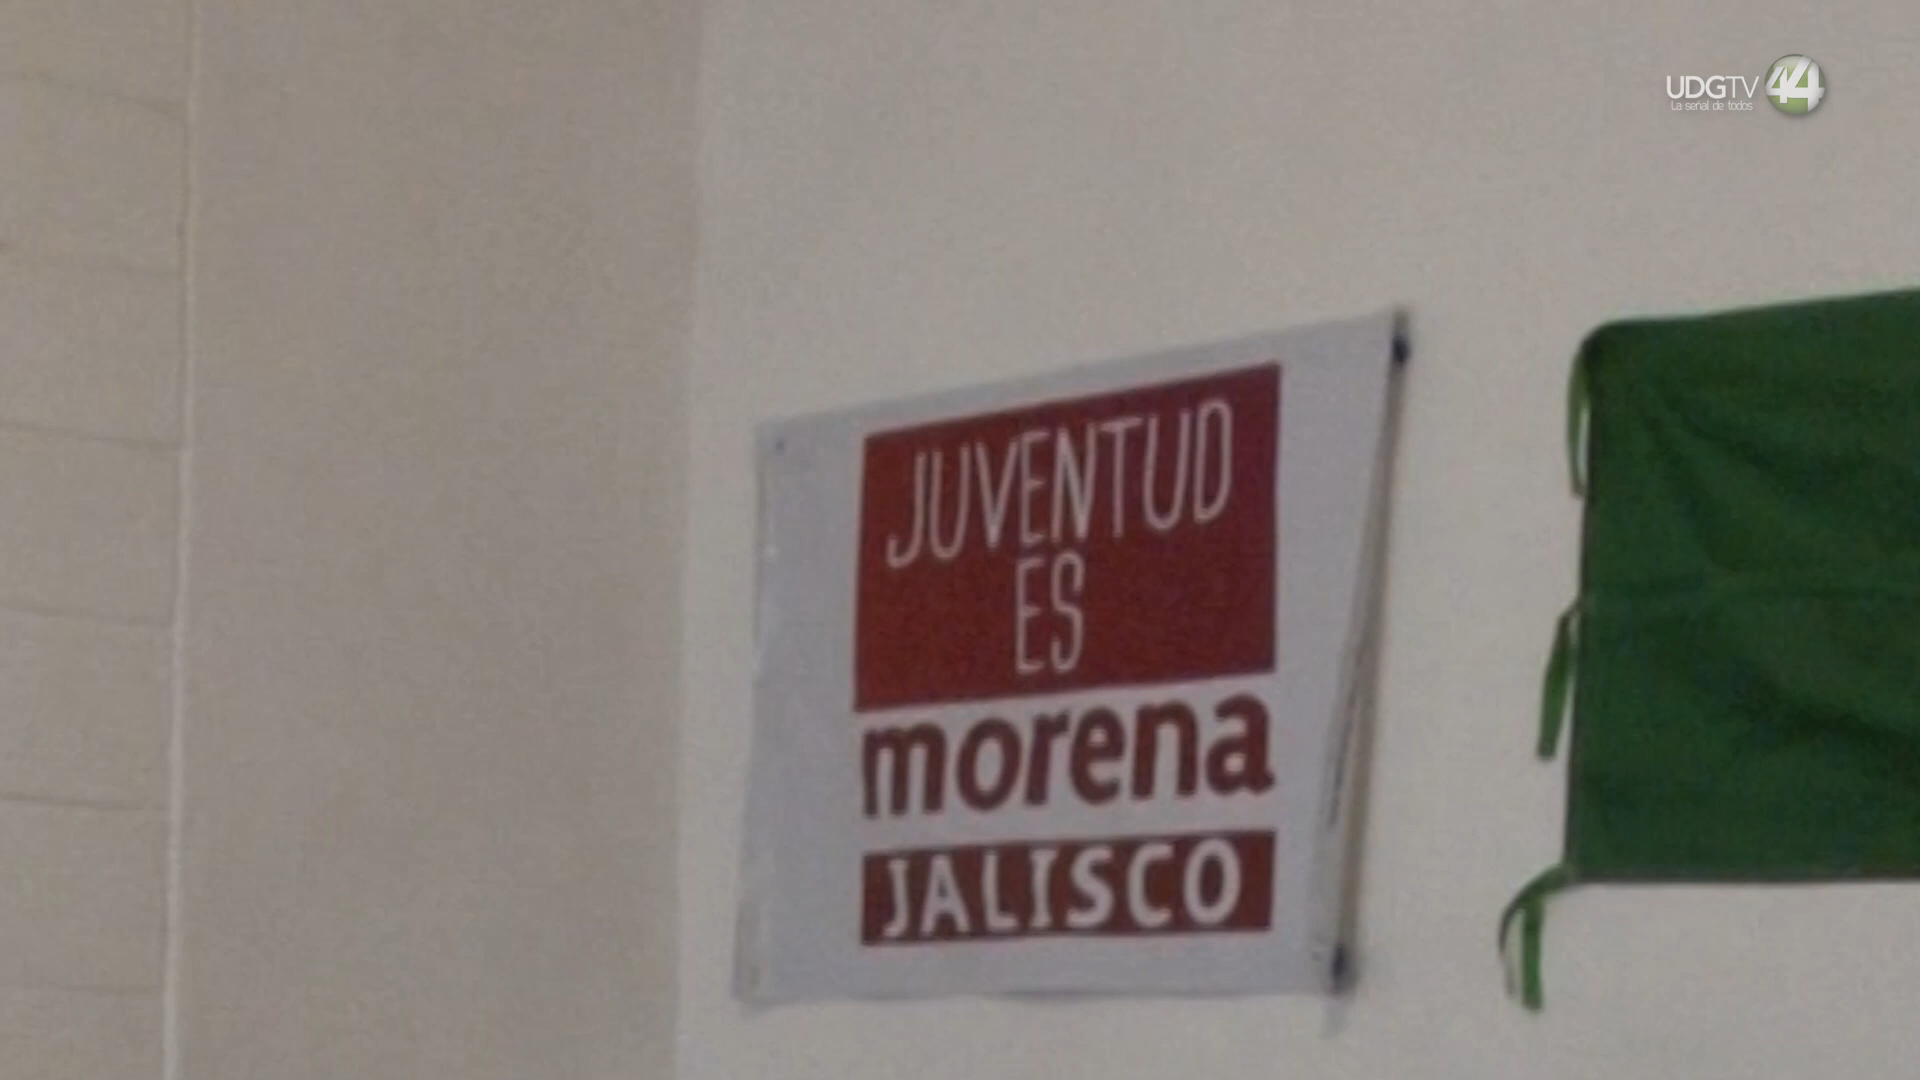 UDGTV 44
La señal de todos
JUVENTUD
ES
morena
JALISCO